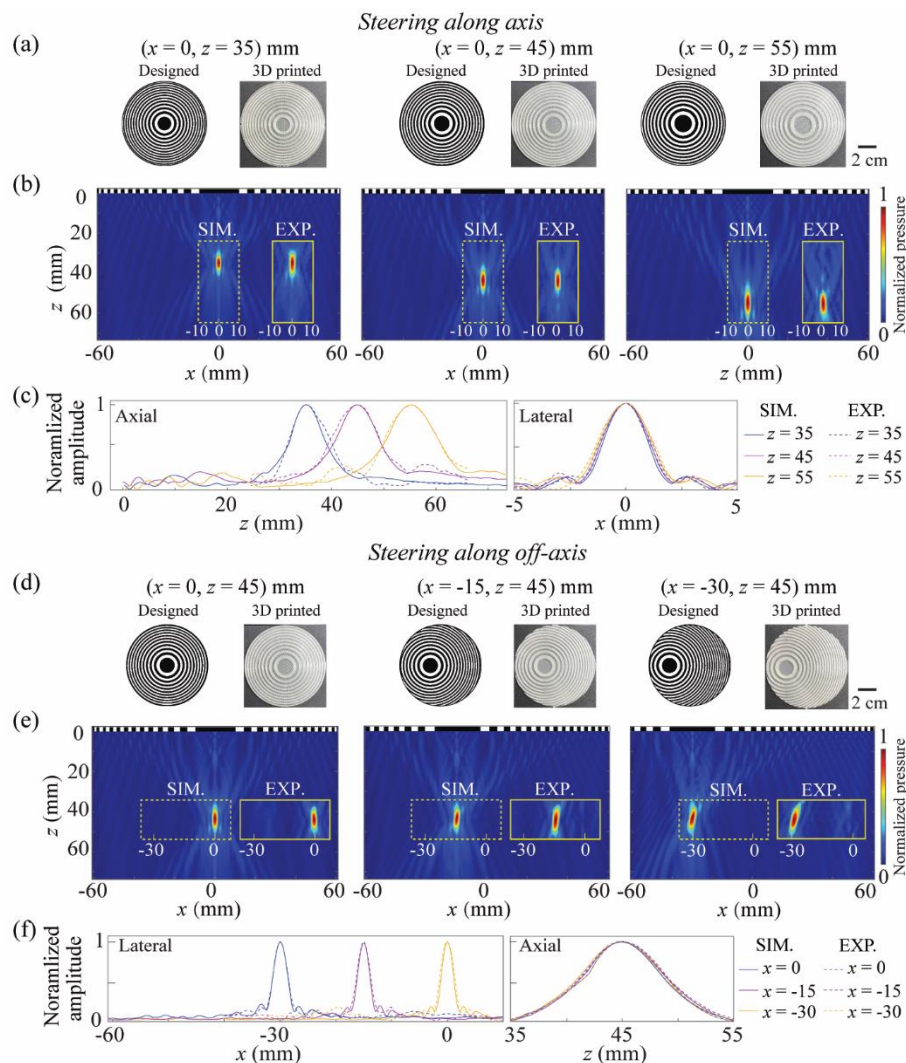 Steering along axis
(a)
(x = 0, z = 35) mm
(x = 0, z = 45) mm
(x = 0, z = 55) mm
Designed 3D printed
Designed 3D printed
Designed 3D printed
2 cm
(b)
0
40
60
z (mm)
SIM. EXP.
-10 0 10 -10 0 10
-60 0 60
x (mm)
SIM. EXP.
-10 0 10 -10 0 10
0
x (mm)
SIM. EXP.
-10 0 10 -10 0 10
-60 0 60
z (mm)
1
0
Normalized pressure
(c)
Noramlized
amplitude
1
0
Axial
0 20 40 60
z (mm)
Lateral
-5 0 5
x (mm)
SIM. EXP.
z = 35 z = 35
z = 45 z = 45
z = 55 z = 55
Steering along off-axis
(d)
(x = 0, z = 45) mm
(x = -15, z = 45) mm
(x = -30, z = 45) mm
Designed 3D printed
Designed 3D printed
Designed 3D printed
2 cm
(e)
0
20
40
60
z (mm)
SIM. EXP.
-30 0 -30 0
-60 0 60
x (mm)
SIM. EXP.
-30 0 -30 0
0
x (mm)
SIM. EXP.
-30 0 -30 0
-60 0 60
x (mm)
1
0
Normalized pressure
(f)
Noramlized
amplitude
1
0
Lateral
-60 -30 0
x (mm)
Axial
35 45 55
z (mm)
SIM. EXP.
x = 0 x = 0
x = -15 x = -15
x = -30 x = -30